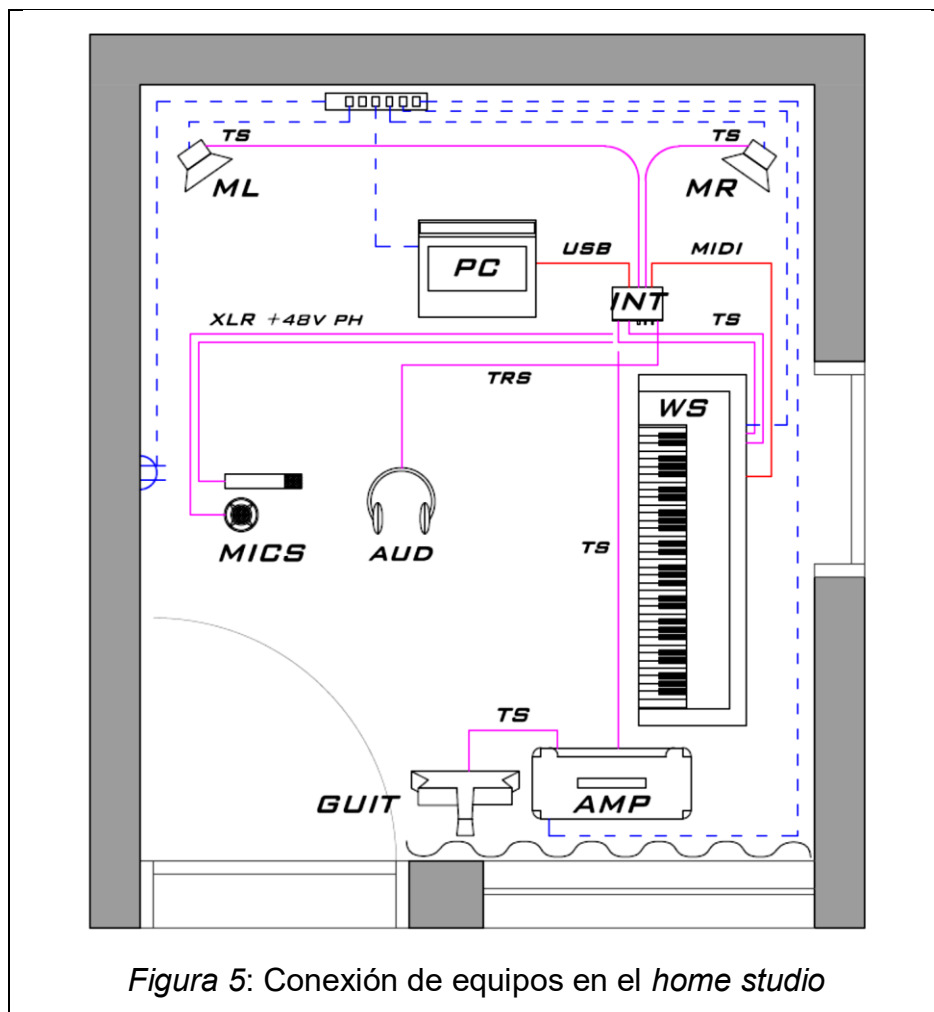 TS
TS
ML
MR
PC
USB
MIDI
INT
XLR +48V PH
TS
TRS
WS
MICS
AUD
TS
TS
GUIT
AMP
Figura 5: Conexión de equipos en el home studio